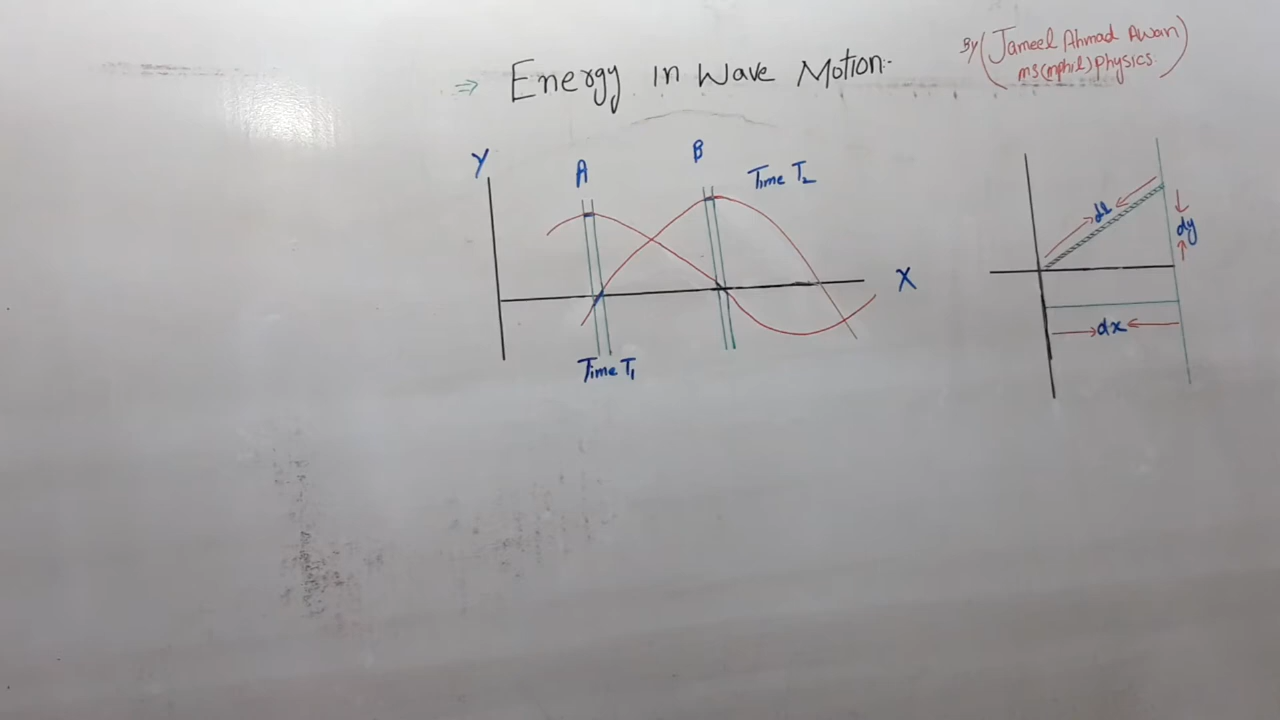 ⇒ Energy in Wave Motion:-
By (Jameel Ahmad Awan)
ms(mphil) Physics
Y
A
B
Time T2
X
Time T1
dl
dy
dx